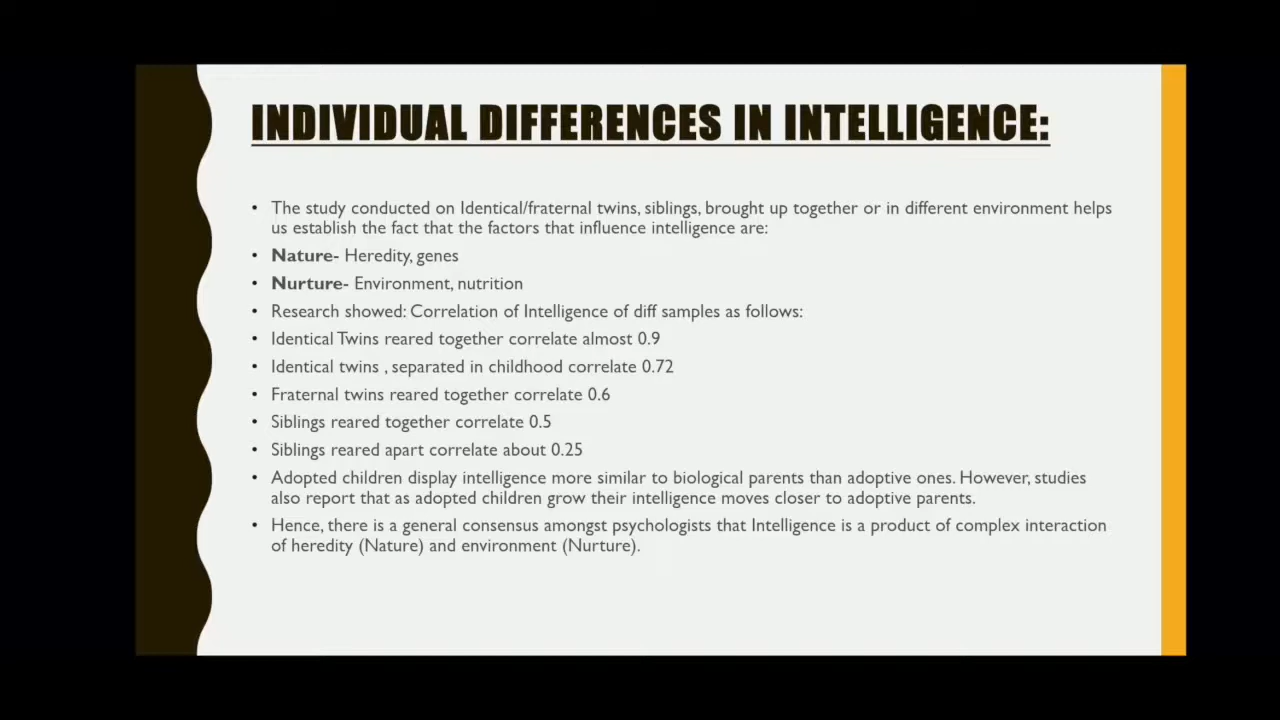 INDIVIDUAL DIFFERENCES IN INTELLIGENCE:
• The study conducted on Identical/fraternal twins, siblings, brought up together or in different environment helps
us establish the fact that the factors that influence intelligence are:
• Nature- Heredity, genes
• Nurture- Environment, nutrition
• Research showed: Correlation of Intelligence of diff samples as follows:
• Identical Twins reared together correlate almost 0.9
• Identical twins , separated in childhood correlate 0.72
• Fraternal twins reared together correlate 0.6
• Siblings reared together correlate 0.5
• Siblings reared apart correlate about 0.25
• Adopted children display intelligence more similar to biological parents than adoptive ones. However, studies
also report that as adopted children grow their intelligence moves closer to adoptive parents.
• Hence, there is a general consensus amongst psychologists that Intelligence is a product of complex interaction
of heredity (Nature) and environment (Nurture).